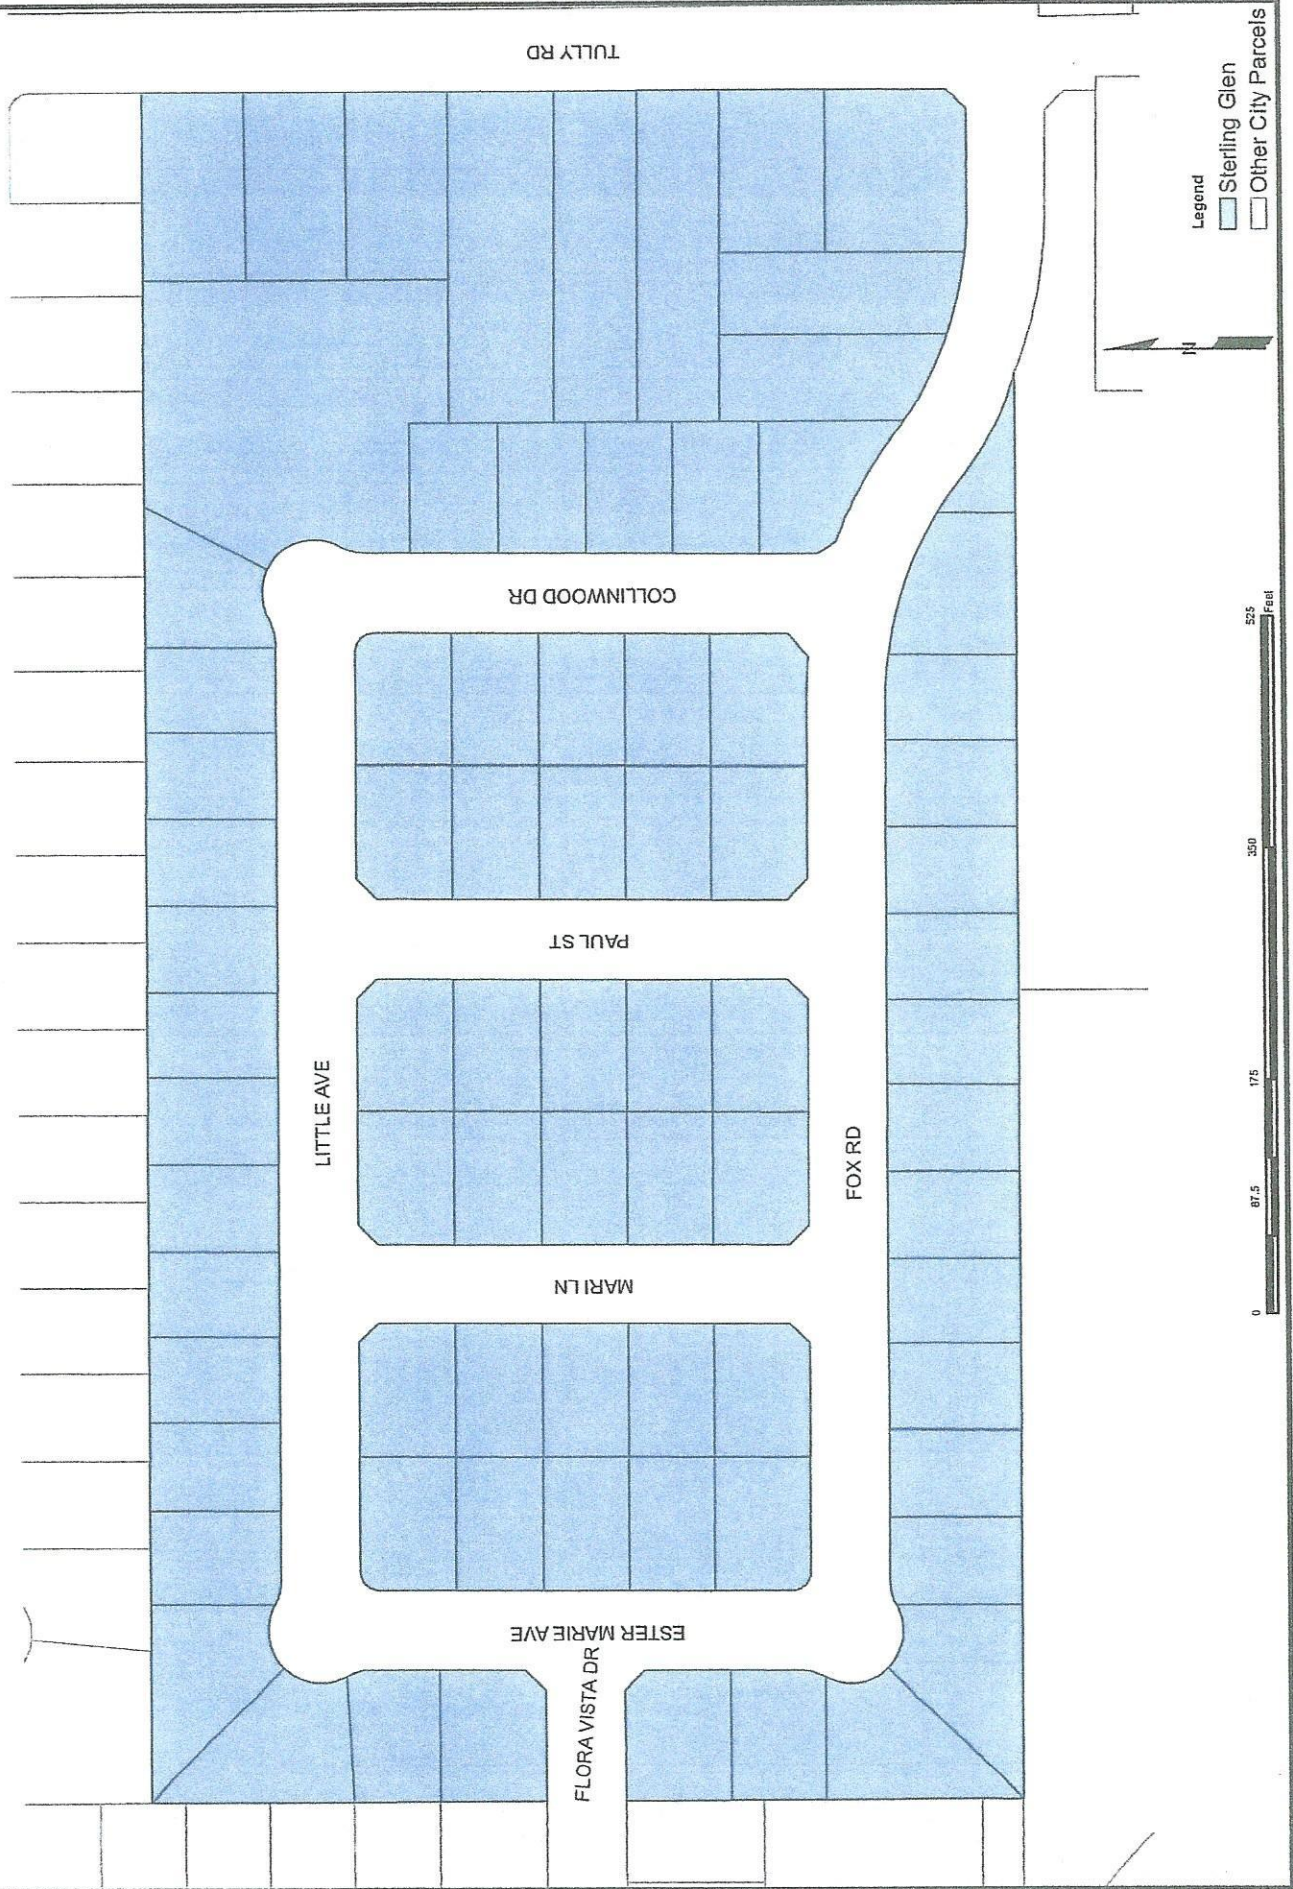 TULLY RD
COLLINWOOD DR
PAUL ST
LITTLE AVE
FOX RD
MARI LN
ESTER MARIE AVE
FLORA VISTA DR
Legend
Sterling Glen
Other City Parcels
N
0 87.5 175 350 525
Feet